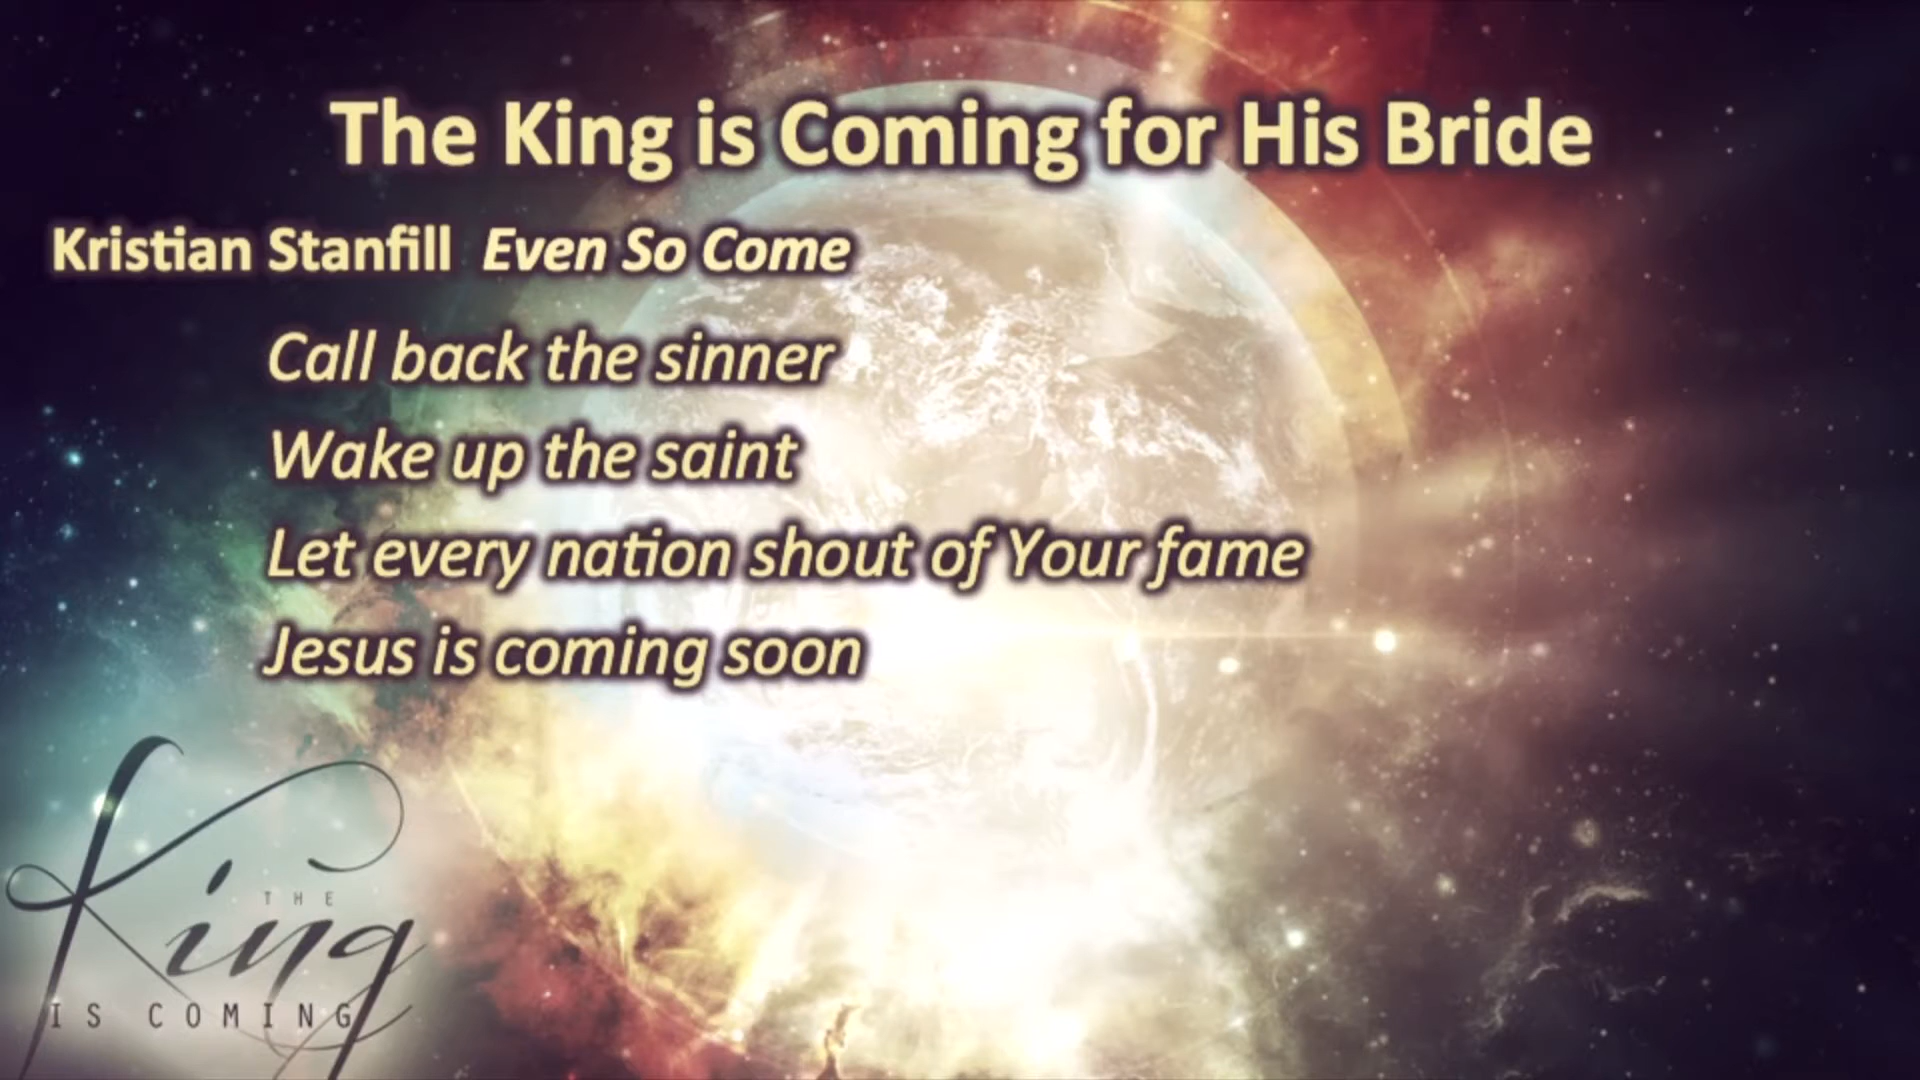 The King is Coming for His Bride
Kristian Stanfill Even So Come
Call back the sinner
Wake up the saint
Let every nation shout of Your fame
Jesus is coming soon
THE
King
IS COMING